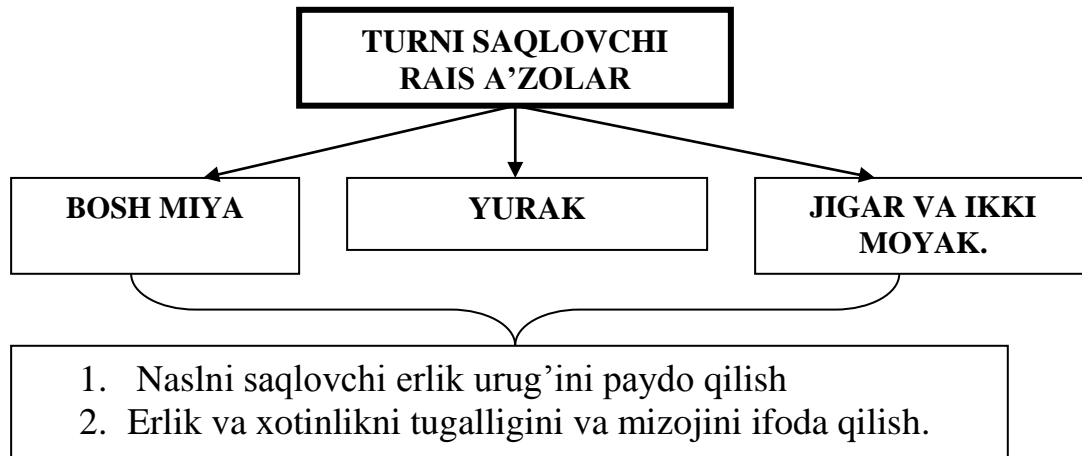 TURNI SAQLOVCHI
RAIS A’ZOLAR
BOSH MIYA
YURAK
JIGAR VA IKKI
MOYAK.
1. Naslni saqlovchi erlik urug’ini paydo qilish
2. Erlik va xotinlikni tugalligini va mizojini ifoda qilish.